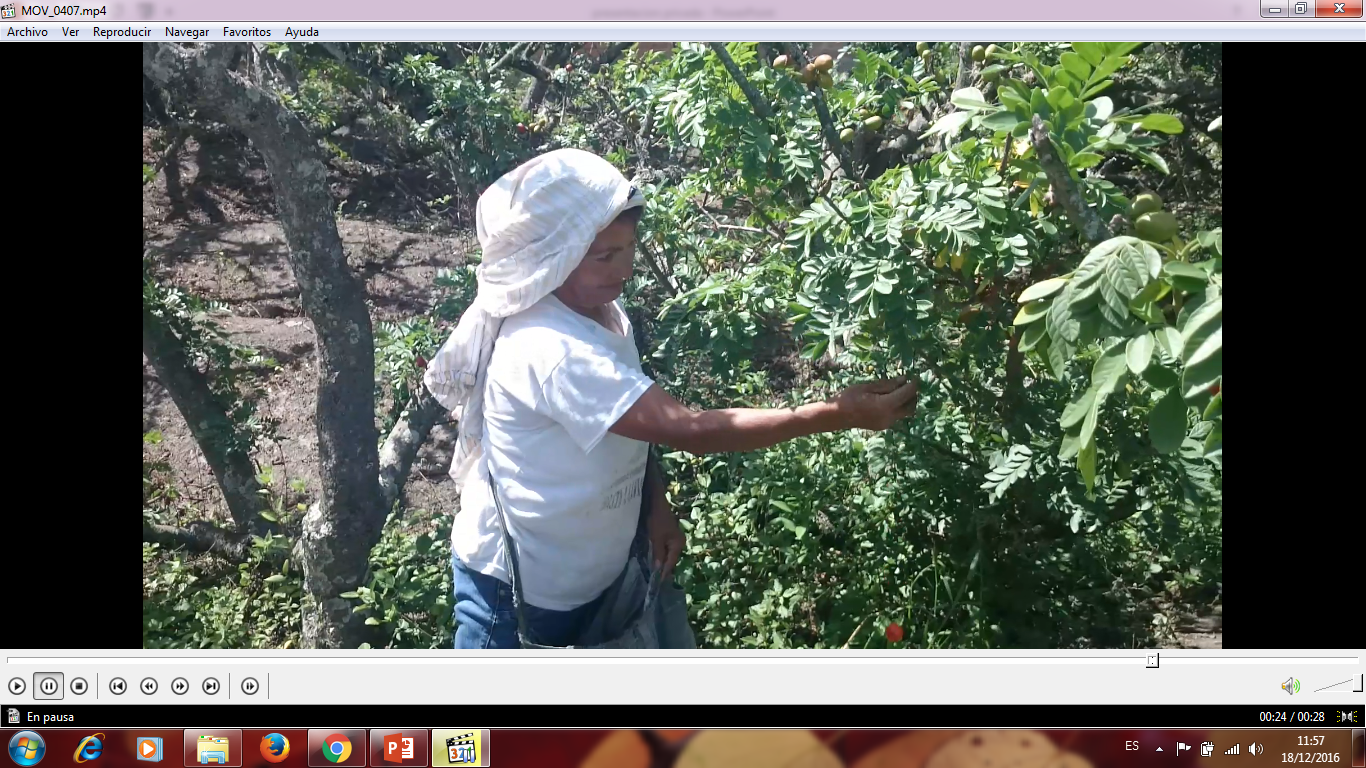 MOV_0407.mp4
Archivo Ver Reproducir Navegar Favoritos Ayuda
En pausa
00:24 / 00:28
ES
11:57
18/12/2016